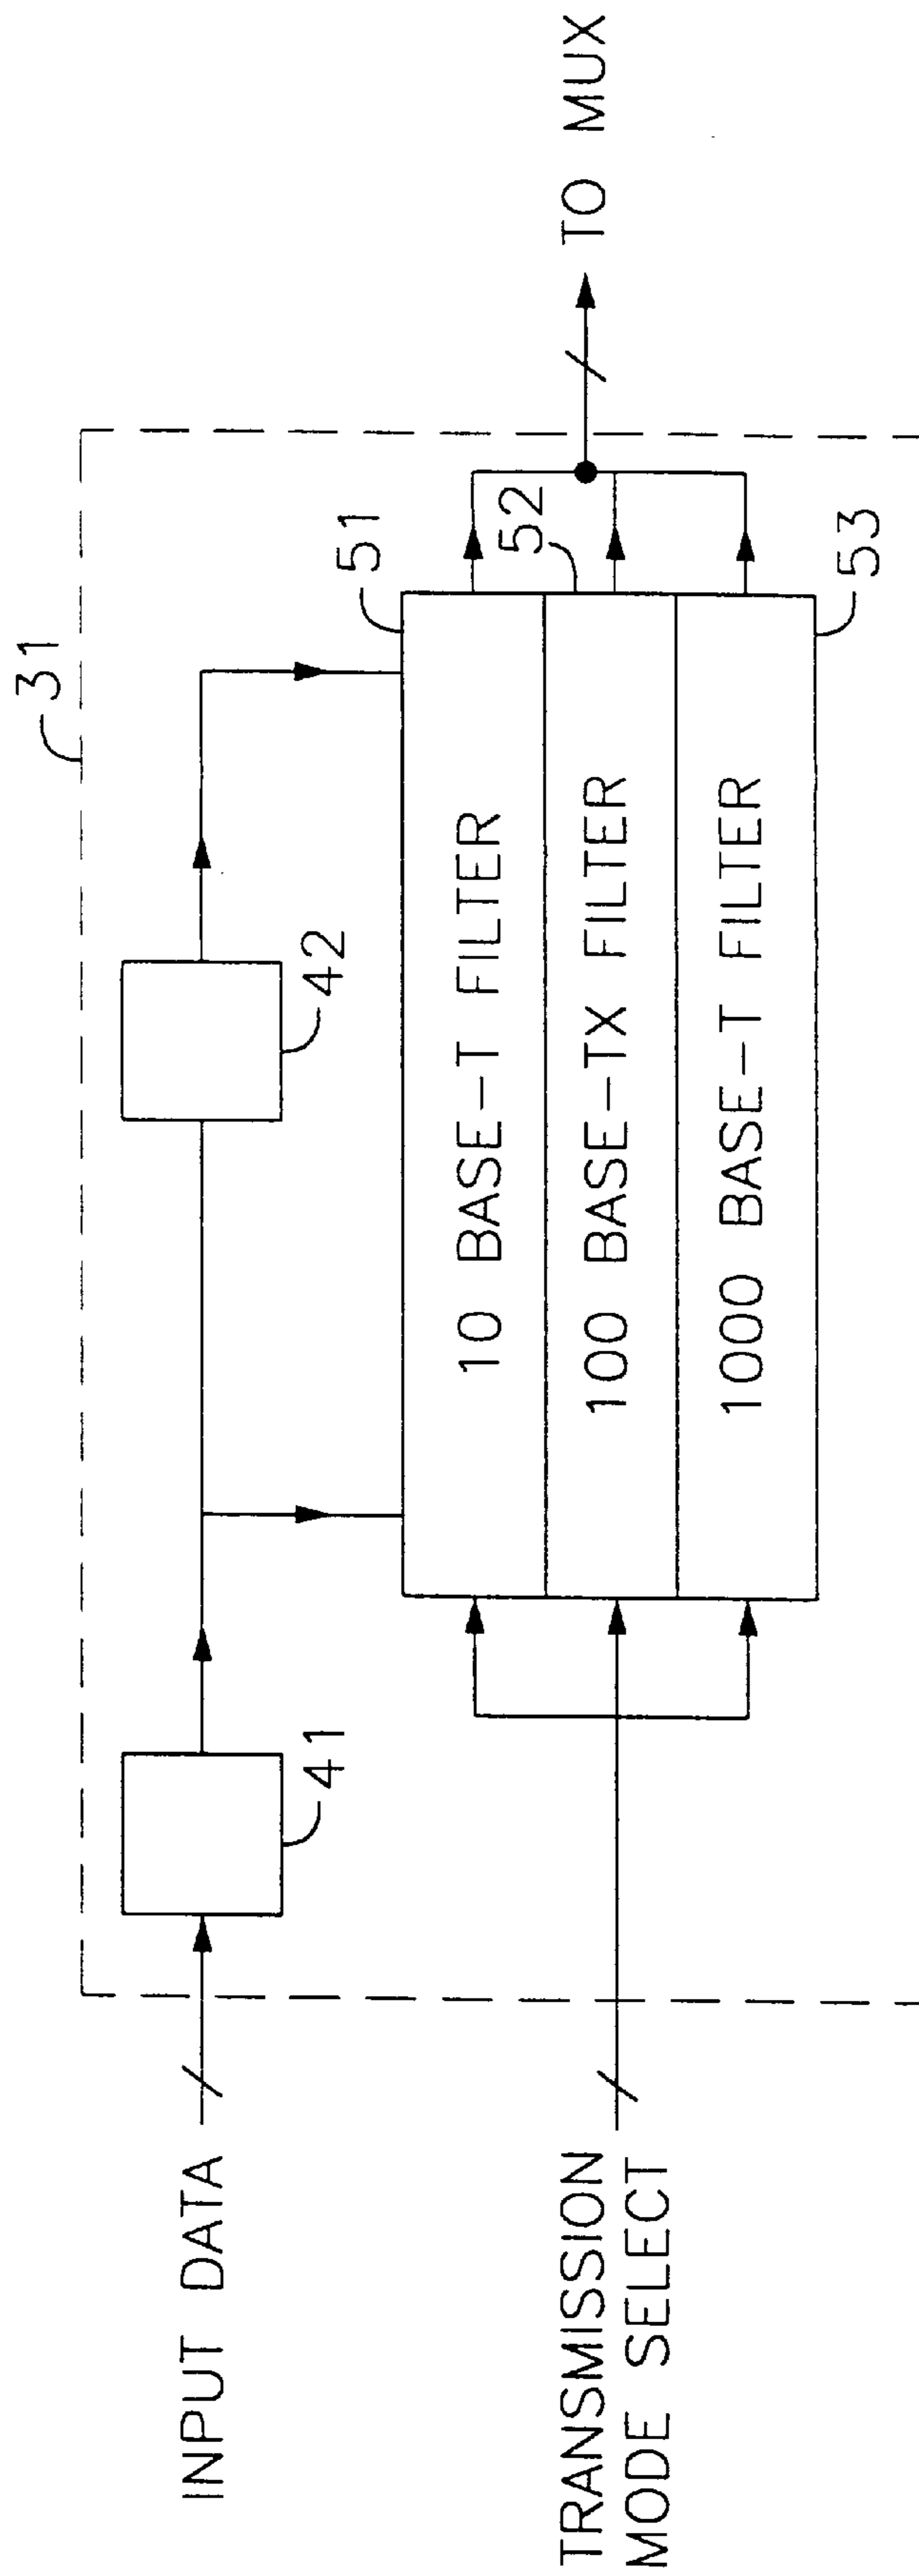 31
INPUT DATA
41
42
51
52
53
10 BASE-T FILTER
100 BASE-TX FILTER
1000 BASE-T FILTER
TRANSMISSION
MODE SELECT
TO MUX